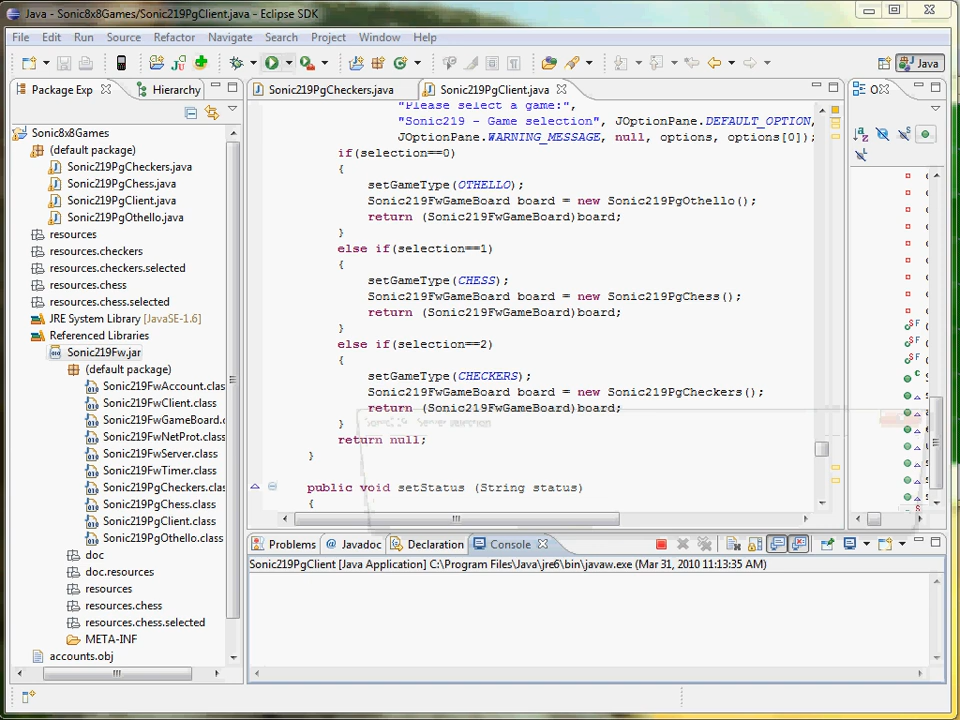 Java - Sonic8x8Games/Sonic219PgClient.java - Eclipse SDK
File Edit Run Source Refactor Navigate Search Project Window Help
Java
Package Exp Hierarchy
Sonic219PgCheckers.java Sonic219PgClient.java
Sonic8x8Games
(default package)
Sonic219PgCheckers.java
Sonic219PgChess.java
Sonic219PgClient.java
Sonic219PgOthello.java
resources
resources.checkers
resources.checkers.selected
resources.chess
resources.chess.selected
JRE System Library [JavaSE-1.6]
Referenced Libraries
Sonic219Fw.jar
(default package)
Sonic219FwAccount.clas
Sonic219FwClient.class
Sonic219FwGameBoard.c
Sonic219FwNetProt.class
Sonic219FwServer.class
Sonic219FwTimer.class
Sonic219PgCheckers.clas
Sonic219PgChess.class
Sonic219PgClient.class
Sonic219PgOthello.class
doc
doc.resources
resources
resources.chess
resources.chess.selected
META-INF
accounts.obj
"Please select a game:",
"Sonic219 - Game selection", JOptionPane.DEFAULT_OPTION,
JOptionPane.WARNING_MESSAGE, null, options, options[0]);
if(selection==0)
{
setGameType(OTHELLO);
Sonic219FwGameBoard board = new Sonic219PgOthello();
return (Sonic219FwGameBoard)board;
}
else if(selection==1)
{
setGameType(CHESS);
Sonic219FwGameBoard board = new Sonic219PgChess();
return (Sonic219FwGameBoard)board;
}
else if(selection==2)
{
setGameType(CHECKERS);
Sonic219FwGameBoard board = new Sonic219PgCheckers();
return (Sonic219FwGameBoard)board;
}
return null;
}
public void setStatus (String status)
{
Sonic219 - Server selection
Problems @ Javadoc Declaration Console
Sonic219PgClient [Java Application] C:\Program Files\Java\jre6\bin\javaw.exe (Mar 31, 2010 11:13:35 AM)